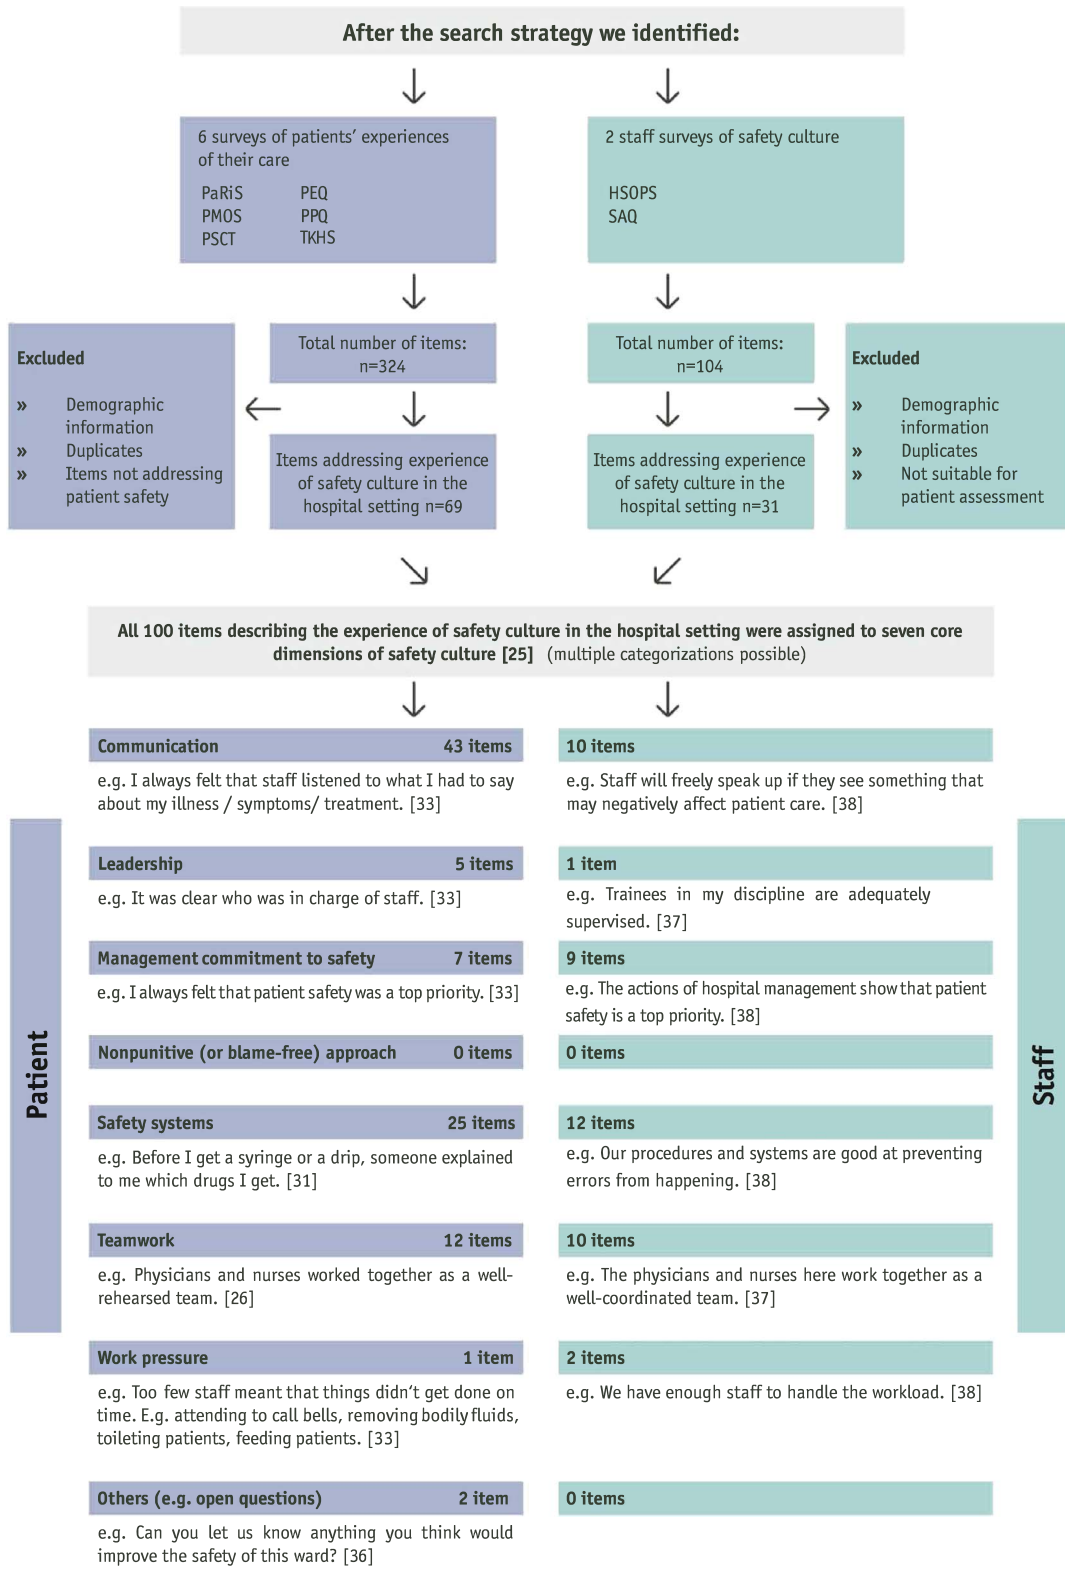 After the search strategy we identified:
6 surveys of patients’ experiences
of their care
PaRiS PEQ
PMOS PPQ
PSCT TKHS
2 staff surveys of safety culture
HSOPS
SAQ
Excluded
» Demographic
information
» Duplicates
» Items not addressing
patient safety
Total number of items:
n=324
Items addressing experience
of safety culture in the
hospital setting n=69
Total number of items:
n=104
Items addressing experience
of safety culture in the
hospital setting n=31
Excluded
» Demographic
information
» Duplicates
» Not suitable for
patient assessment
All 100 items describing the experience of safety culture in the hospital setting were assigned to seven core
dimensions of safety culture [25] (multiple categorizations possible)
Patient
Staff
Communication 43 items
e.g. I always felt that staff listened to what I had to say
about my illness / symptoms/ treatment. [33]
10 items
e.g. Staff will freely speak up if they see something that
may negatively affect patient care. [38]
Leadership 5 items
e.g. It was clear who was in charge of staff. [33]
1 item
e.g. Trainees in my discipline are adequately
supervised. [37]
Management commitment to safety 7 items
e.g. I always felt that patient safety was a top priority. [33]
9 items
e.g. The actions of hospital management show that patient
safety is a top priority. [38]
Nonpunitive (or blame-free) approach 0 items
0 items
Safety systems 25 items
e.g. Before I get a syringe or a drip, someone explained
to me which drugs I get. [31]
12 items
e.g. Our procedures and systems are good at preventing
errors from happening. [38]
Teamwork 12 items
e.g. Physicians and nurses worked together as a well-
rehearsed team. [26]
10 items
e.g. The physicians and nurses here work together as a
well-coordinated team. [37]
Work pressure 1 item
e.g. Too few staff meant that things didn’t get done on
time. E.g. attending to call bells, removing bodily fluids,
toileting patients, feeding patients. [33]
2 items
e.g. We have enough staff to handle the workload. [38]
Others (e.g. open questions) 2 item
e.g. Can you let us know anything you think would
improve the safety of this ward? [36]
0 items